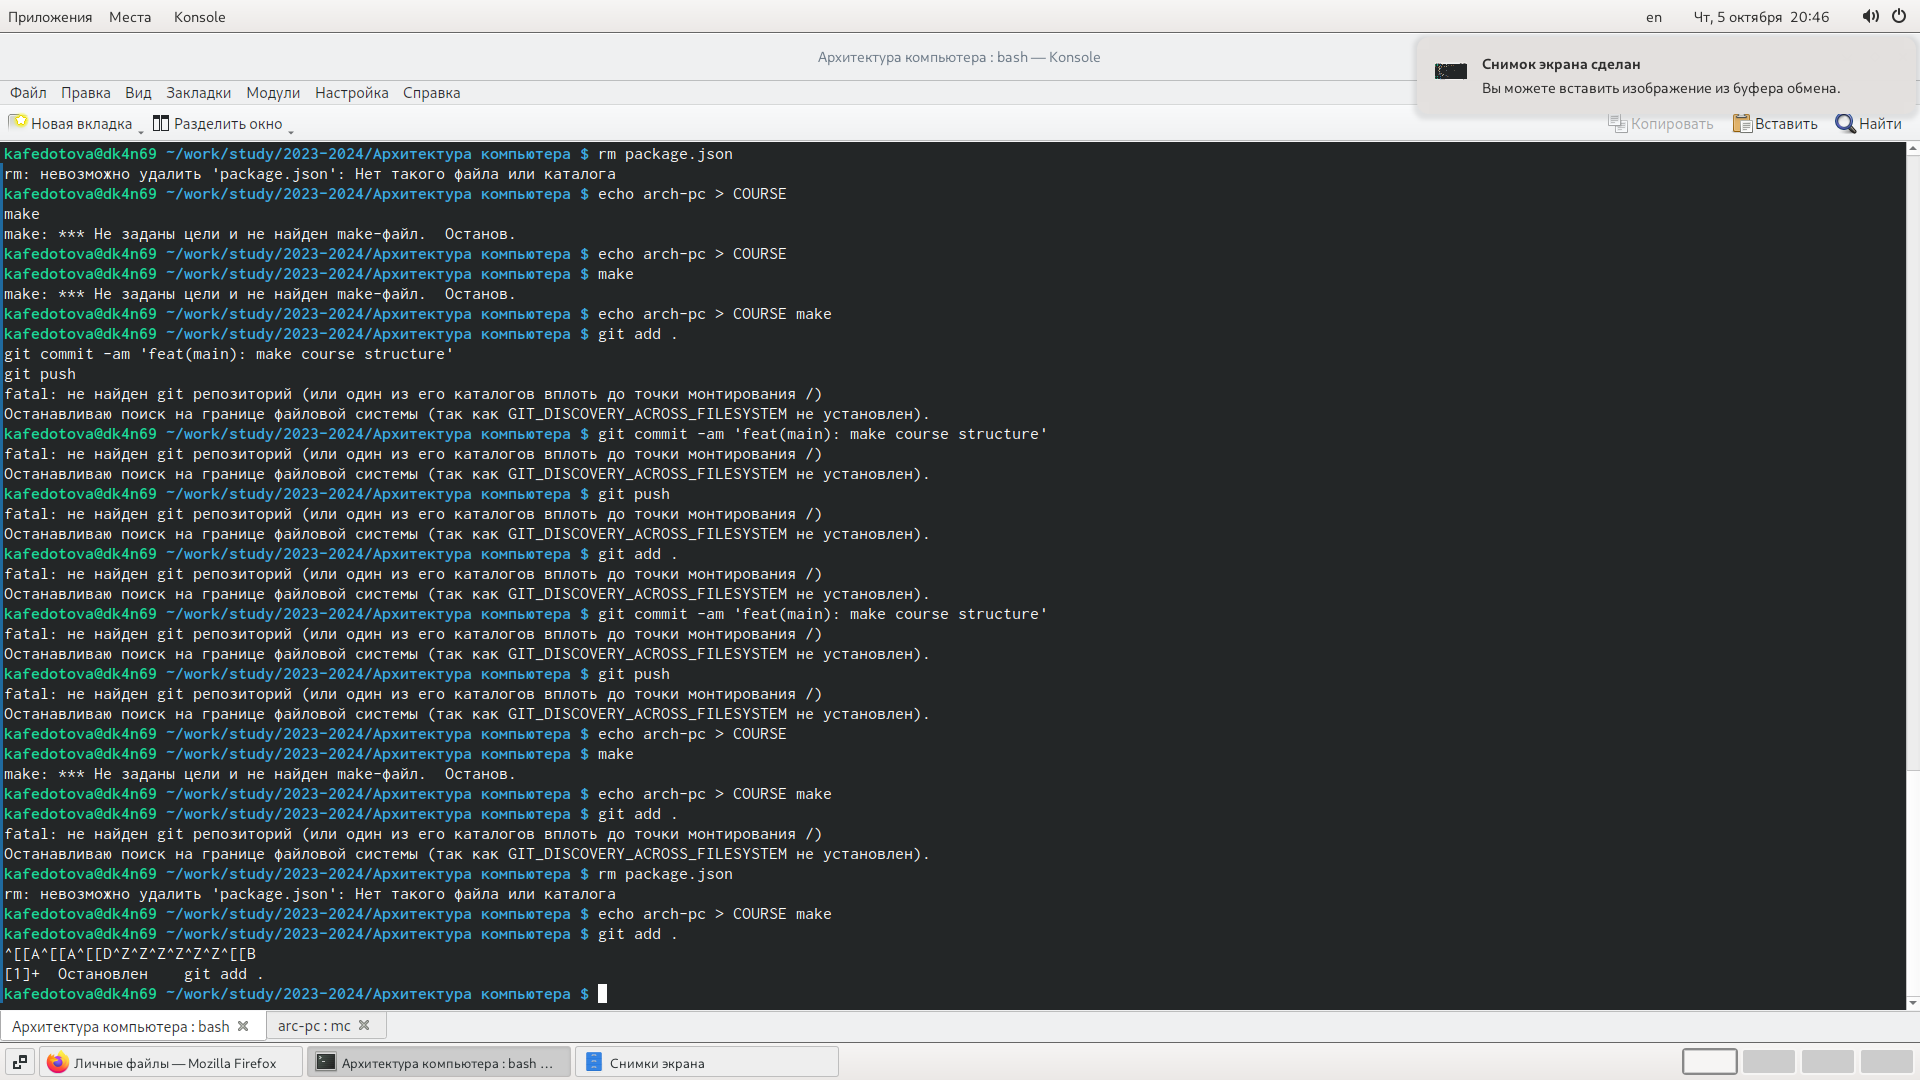 Приложения Места Konsole en Чт, 5 октября 20:46
Архитектура компьютера : bash — Konsole
Снимок экрана сделан
Вы можете вставить изображение из буфера обмена.
Файл Правка Вид Закладки Модули Настройка Справка
Новая вкладка Разделить окно Копировать Вставить Найти
kafedotova@dk4n69 ~/work/study/2023-2024/Архитектура компьютера $ rm package.json
rm: невозможно удалить 'package.json': Нет такого файла или каталога
kafedotova@dk4n69 ~/work/study/2023-2024/Архитектура компьютера $ echo arch-pc > COURSE
make
make: *** Не заданы цели и не найден make-файл.  Останов.
kafedotova@dk4n69 ~/work/study/2023-2024/Архитектура компьютера $ echo arch-pc > COURSE
kafedotova@dk4n69 ~/work/study/2023-2024/Архитектура компьютера $ make
make: *** Не заданы цели и не найден make-файл.  Останов.
kafedotova@dk4n69 ~/work/study/2023-2024/Архитектура компьютера $ echo arch-pc > COURSE make
kafedotova@dk4n69 ~/work/study/2023-2024/Архитектура компьютера $ git add .
git commit -am 'feat(main): make course structure'
git push
fatal: не найден git репозиторий (или один из его каталогов вплоть до точки монтирования /)
Останавливаю поиск на границе файловой системы (так как GIT_DISCOVERY_ACROSS_FILESYSTEM не установлен).
kafedotova@dk4n69 ~/work/study/2023-2024/Архитектура компьютера $ git commit -am 'feat(main): make course structure'
fatal: не найден git репозиторий (или один из его каталогов вплоть до точки монтирования /)
Останавливаю поиск на границе файловой системы (так как GIT_DISCOVERY_ACROSS_FILESYSTEM не установлен).
kafedotova@dk4n69 ~/work/study/2023-2024/Архитектура компьютера $ git push
fatal: не найден git репозиторий (или один из его каталогов вплоть до точки монтирования /)
Останавливаю поиск на границе файловой системы (так как GIT_DISCOVERY_ACROSS_FILESYSTEM не установлен).
kafedotova@dk4n69 ~/work/study/2023-2024/Архитектура компьютера $ git add .
fatal: не найден git репозиторий (или один из его каталогов вплоть до точки монтирования /)
Останавливаю поиск на границе файловой системы (так как GIT_DISCOVERY_ACROSS_FILESYSTEM не установлен).
kafedotova@dk4n69 ~/work/study/2023-2024/Архитектура компьютера $ git commit -am 'feat(main): make course structure'
fatal: не найден git репозиторий (или один из его каталогов вплоть до точки монтирования /)
Останавливаю поиск на границе файловой системы (так как GIT_DISCOVERY_ACROSS_FILESYSTEM не установлен).
kafedotova@dk4n69 ~/work/study/2023-2024/Архитектура компьютера $ git push
fatal: не найден git репозиторий (или один из его каталогов вплоть до точки монтирования /)
Останавливаю поиск на границе файловой системы (так как GIT_DISCOVERY_ACROSS_FILESYSTEM не установлен).
kafedotova@dk4n69 ~/work/study/2023-2024/Архитектура компьютера $ echo arch-pc > COURSE
kafedotova@dk4n69 ~/work/study/2023-2024/Архитектура компьютера $ make
make: *** Не заданы цели и не найден make-файл.  Останов.
kafedotova@dk4n69 ~/work/study/2023-2024/Архитектура компьютера $ echo arch-pc > COURSE make
kafedotova@dk4n69 ~/work/study/2023-2024/Архитектура компьютера $ git add .
fatal: не найден git репозиторий (или один из его каталогов вплоть до точки монтирования /)
Останавливаю поиск на границе файловой системы (так как GIT_DISCOVERY_ACROSS_FILESYSTEM не установлен).
kafedotova@dk4n69 ~/work/study/2023-2024/Архитектура компьютера $ rm package.json
rm: невозможно удалить 'package.json': Нет такого файла или каталога
kafedotova@dk4n69 ~/work/study/2023-2024/Архитектура компьютера $ echo arch-pc > COURSE make
kafedotova@dk4n69 ~/work/study/2023-2024/Архитектура компьютера $ git add .
^[[A^[[A^[[D^Z^Z^Z^Z^Z^Z^[[B
[1]+  Остановлен    git add .
kafedotova@dk4n69 ~/work/study/2023-2024/Архитектура компьютера $
Архитектура компьютера : bash arc-pc : mc
Личные файлы — Mozilla Firefox Архитектура компьютера : bash ... Снимки экрана